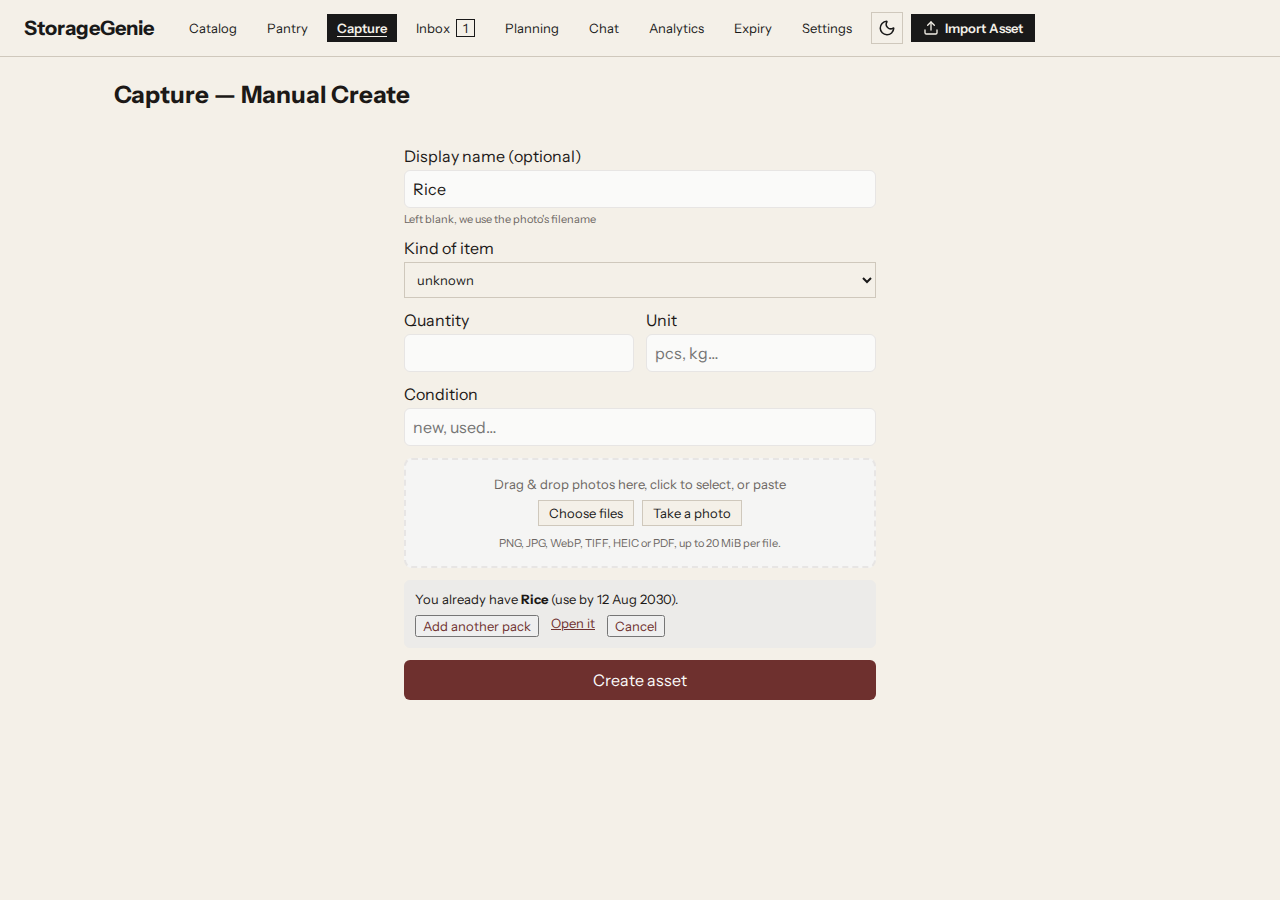 StorageGenie Catalog Pantry Capture Inbox 1 Planning Chat Analytics Expiry Settings Import Asset
Capture — Manual Create
Display name (optional)
Rice
Left blank, we use the photo's filename
Kind of item
unknown
Quantity Unit
pcs, kg...
Condition
new, used...
Drag & drop photos here, click to select, or paste
Choose files Take a photo
PNG, JPG, WebP, TIFF, HEIC or PDF, up to 20 MiB per file.
You already have Rice (use by 12 Aug 2030).
Add another pack Open it Cancel
Create asset